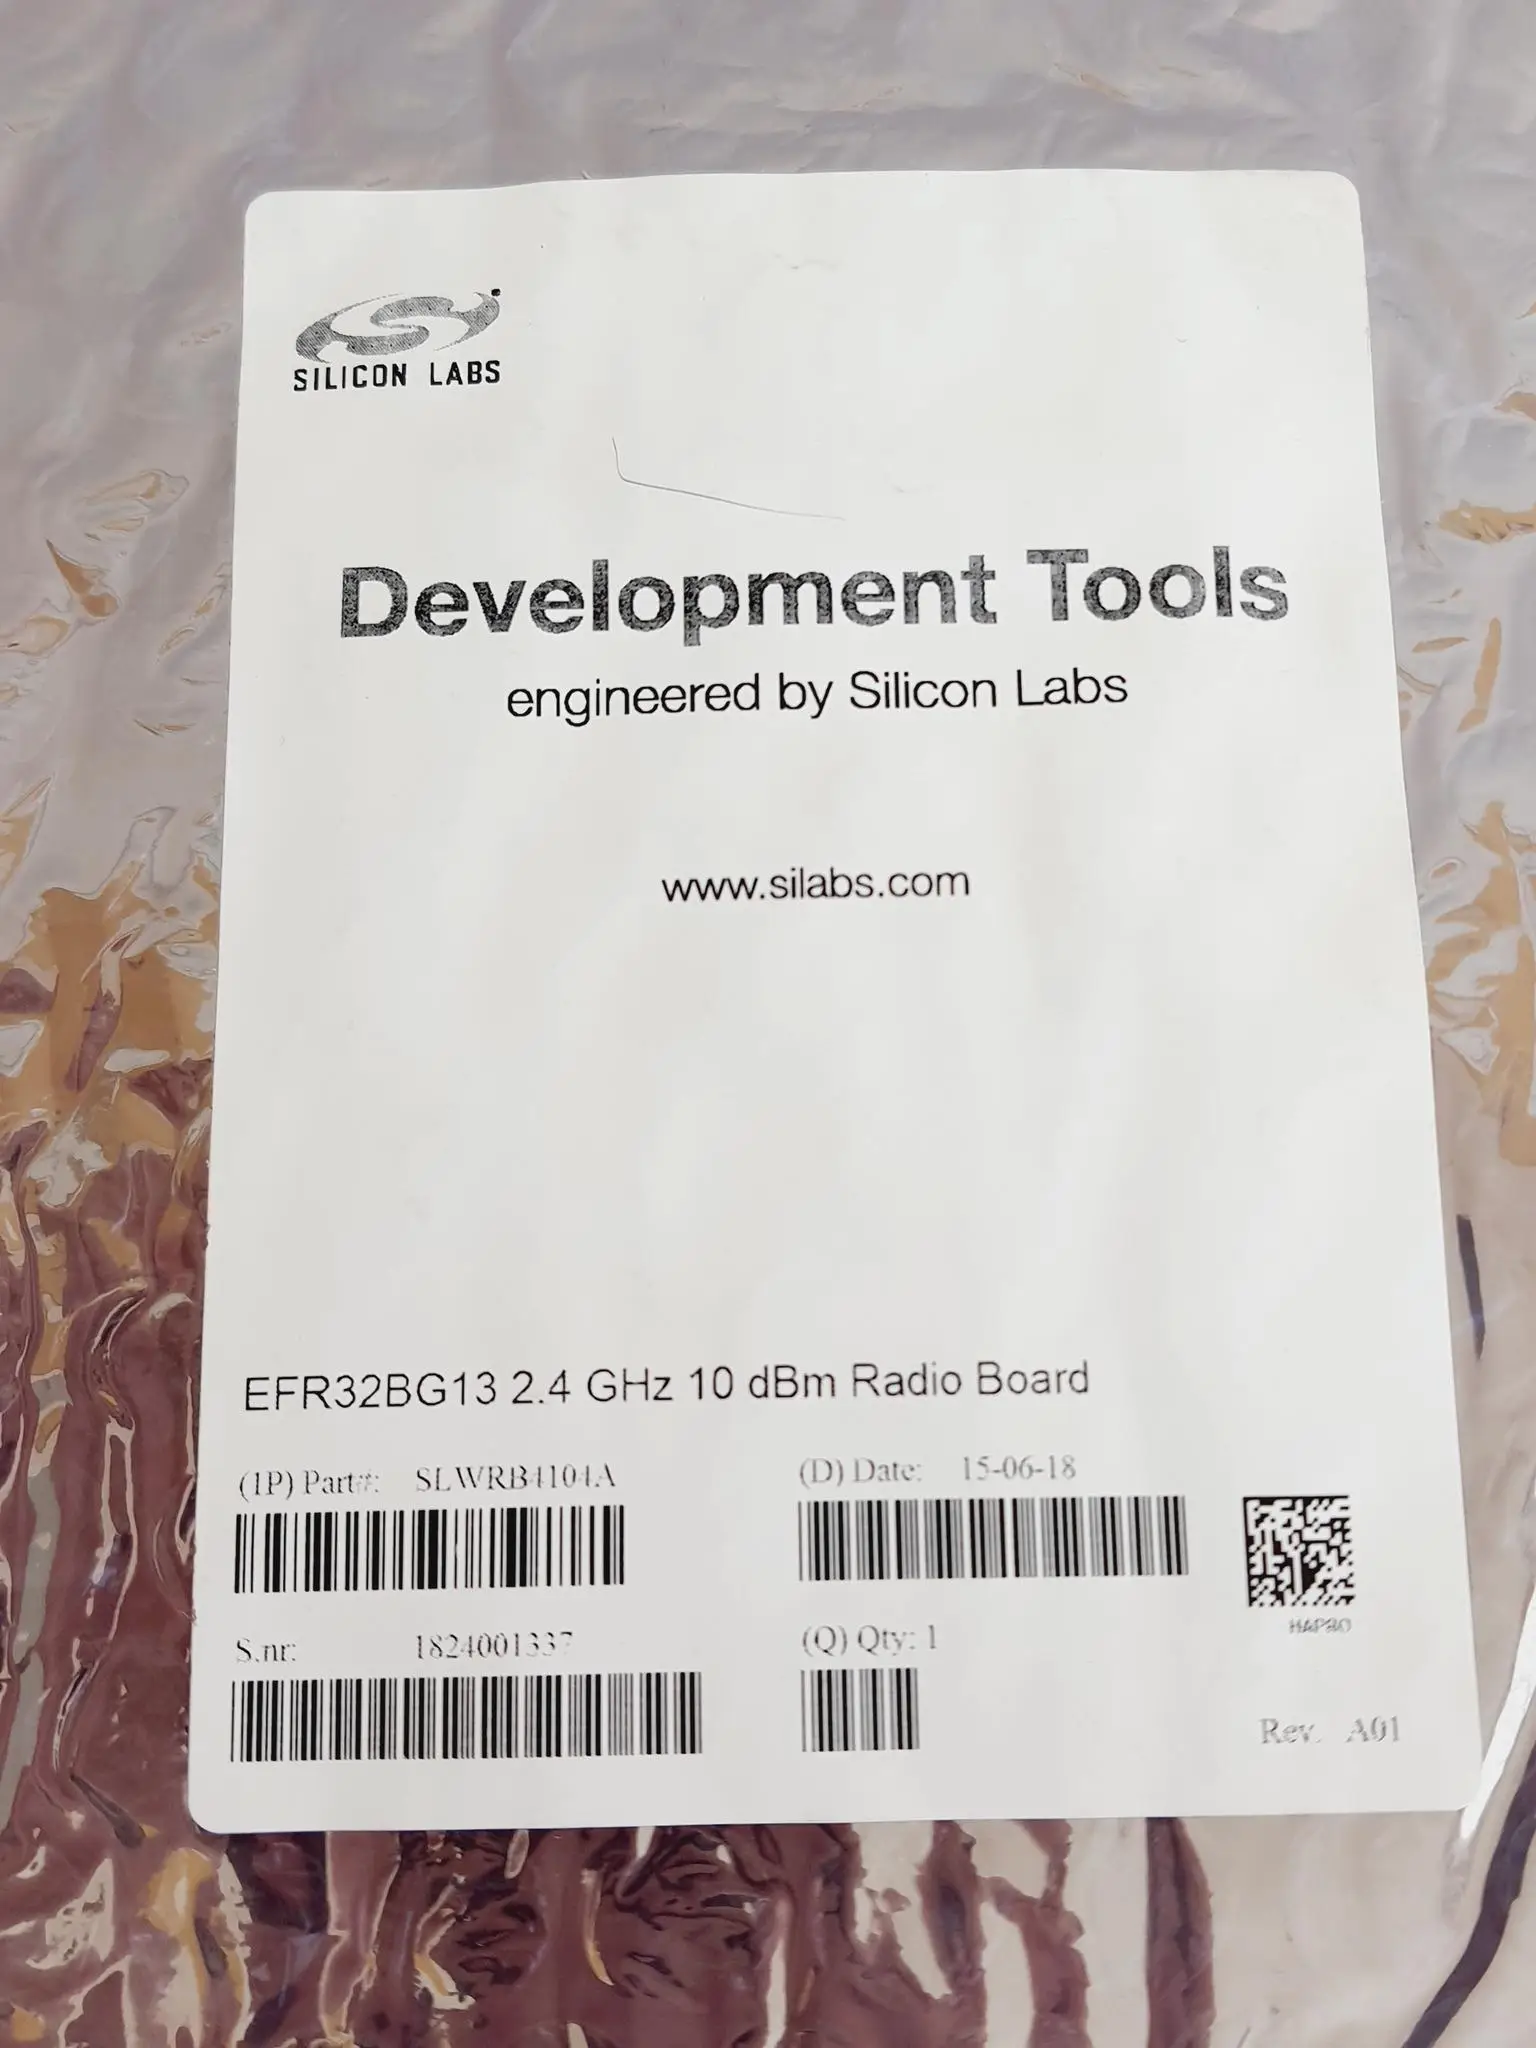 SILICON LABS
Development Tools
engineered by Silicon Labs
www.silabs.com
EFR32BG13 2.4 GHz 10 dBm Radio Board
(1P) Part#: SLWRB4104A
(D) Date: 15-06-18
S.nr: 1824001337
(Q) Qty: 1
HAPRO
Rev. A01